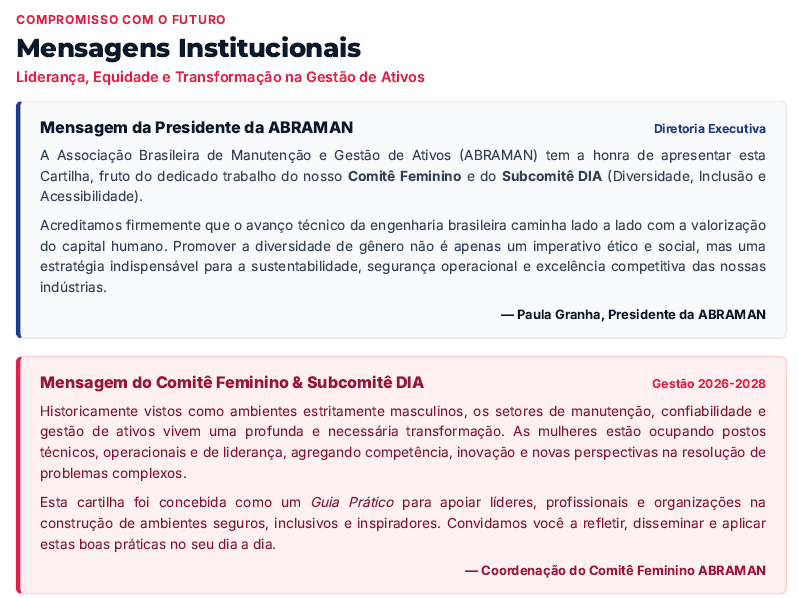 COMPROMISSO COM O FUTURO
Mensagens Institucionais
Liderança, Equidade e Transformação na Gestão de Ativos
Mensagem da Presidente da ABRAMAN
Diretoria Executiva
A Associação Brasileira de Manutenção e Gestão de Ativos (ABRAMAN) tem a honra de apresentar esta
Cartilha, fruto do dedicado trabalho do nosso Comitê Feminino e do Subcomitê DIA (Diversidade, Inclusão e
Acessibilidade).
Acreditamos firmemente que o avanço técnico da engenharia brasileira caminha lado a lado com a valorização
do capital humano. Promover a diversidade de gênero não é apenas um imperativo ético e social, mas uma
estratégia indispensável para a sustentabilidade, segurança operacional e excelência competitiva das nossas
indústrias.
— Paula Granha, Presidente da ABRAMAN
Mensagem do Comitê Feminino & Subcomitê DIA
Gestão 2026-2028
Historicamente vistos como ambientes estritamente masculinos, os setores de manutenção, confiabilidade e
gestão de ativos vivem uma profunda e necessária transformação. As mulheres estão ocupando postos
técnicos, operacionais e de liderança, agregando competência, inovação e novas perspectivas na resolução de
problemas complexos.
Esta cartilha foi concebida como um Guia Prático para apoiar líderes, profissionais e organizações na
construção de ambientes seguros, inclusivos e inspiradores. Convidamos você a refletir, disseminar e aplicar
estas boas práticas no seu dia a dia.
— Coordenação do Comitê Feminino ABRAMAN